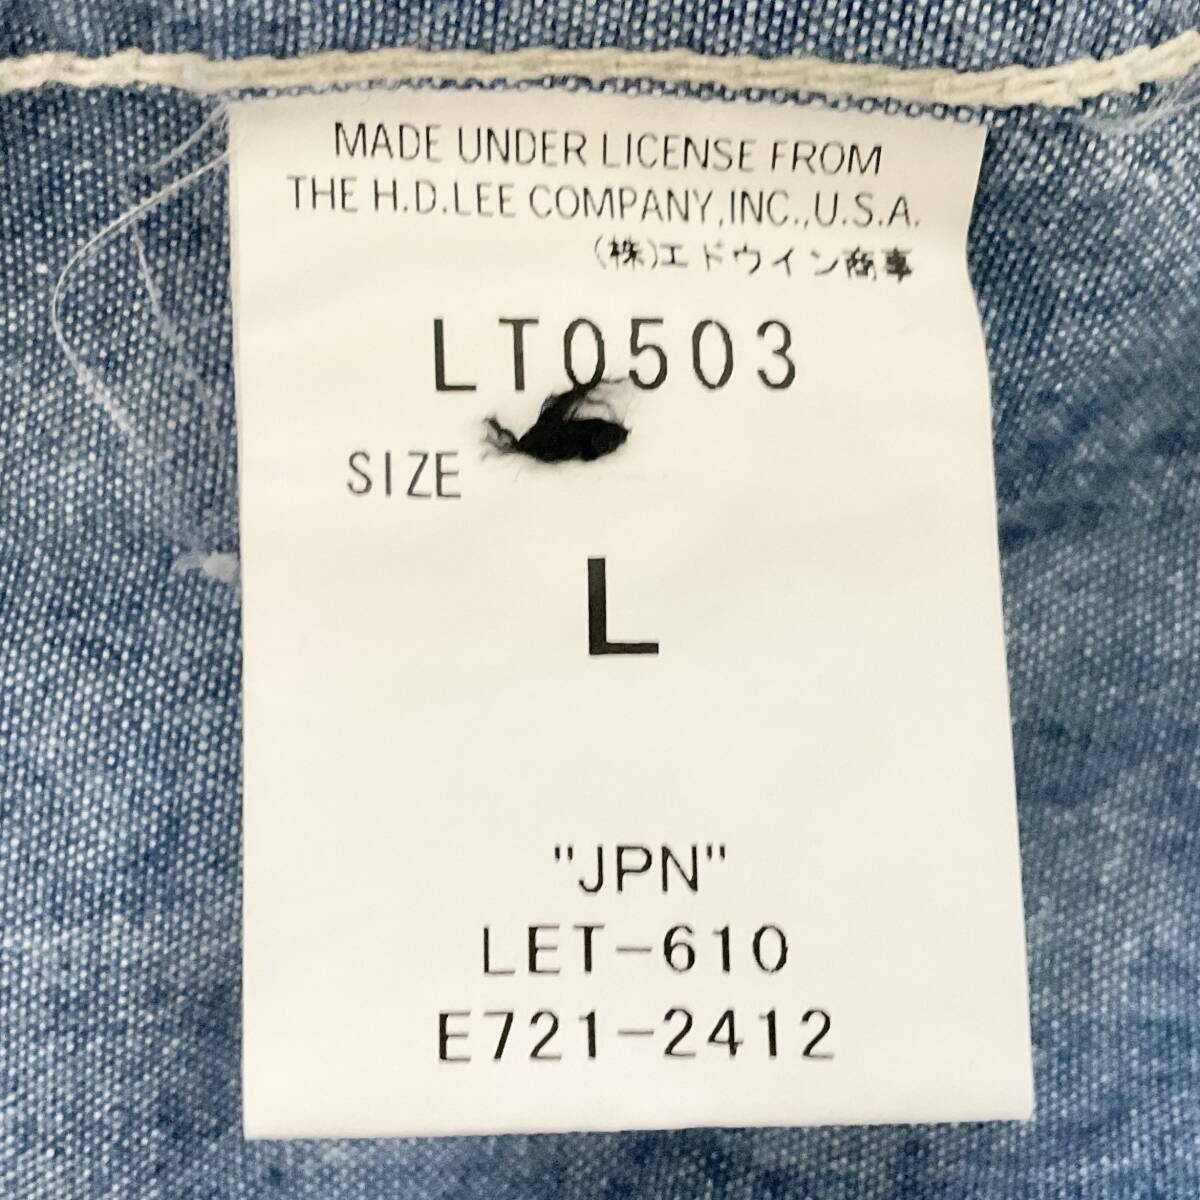 MADE UNDER LICENSE FROM
THE H.D.LEE COMPANY,INC.,U.S.A.
(株)エドウイン商事
LT0503
SIZE
L
"JPN"
LET-610
E721-2412